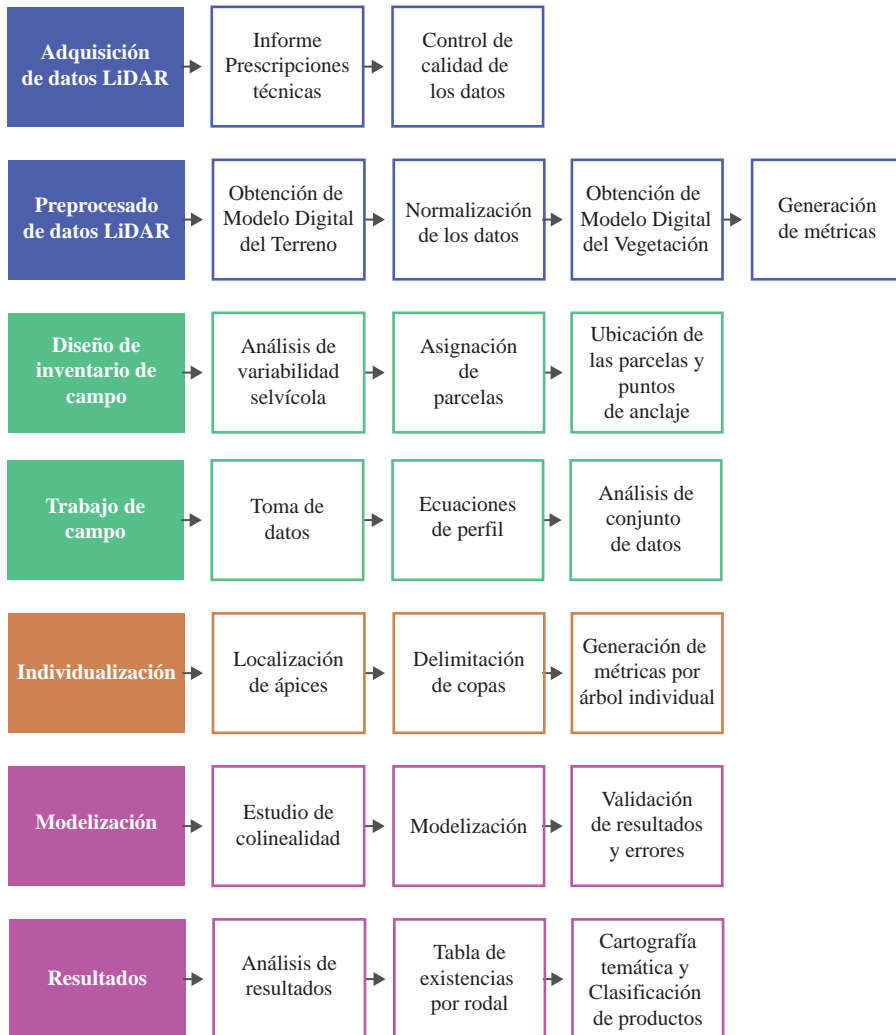 Adquisición
de datos LiDAR
Informe
Prescripciones
técnicas
Control de
calidad de
los datos
Preprocesado
de datos LiDAR
Obtención de
Modelo Digital
del Terreno
Normalización
de los datos
Obtención de
Modelo Digital
del Vegetación
Generación
de métricas
Diseño de
inventario de
campo
Análisis de
variabilidad
selvícola
Asignación
de
parcelas
Ubicación de
las parcelas y
puntos
de anclaje
Trabajo de
campo
Toma de
datos
Ecuaciones
de perfil
Análisis de
conjunto
de datos
Individualización
Localización
de ápices
Delimitación
de copas
Generación de
métricas por
árbol individual
Modelización
Estudio de
colinealidad
Modelización
Validación
de resultados
y errores
Resultados
Análisis de
resultados
Tabla de
existencias
por rodal
Cartografía
temática y
Clasificación
de productos